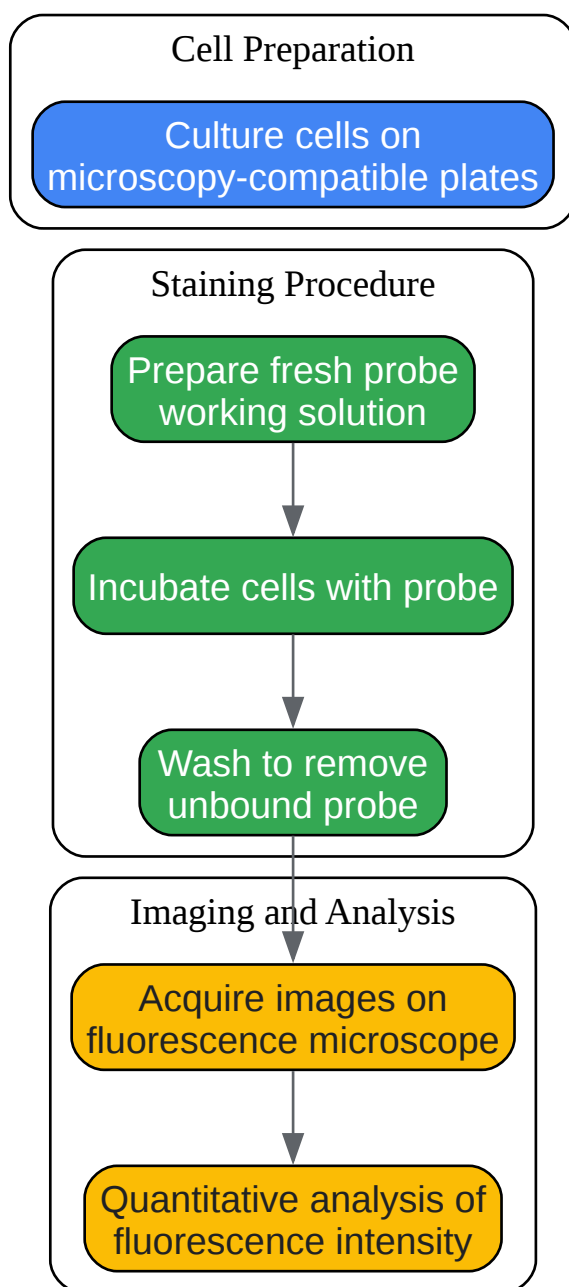 Cell Preparation
Culture cells on
microscopy-compatible plates
Staining Procedure
Prepare fresh probe
working solution
Incubate cells with probe
Wash to remove
unbound probe
Imaging and Analysis
Acquire images on
fluorescence microscope
Quantitative analysis of
fluorescence intensity